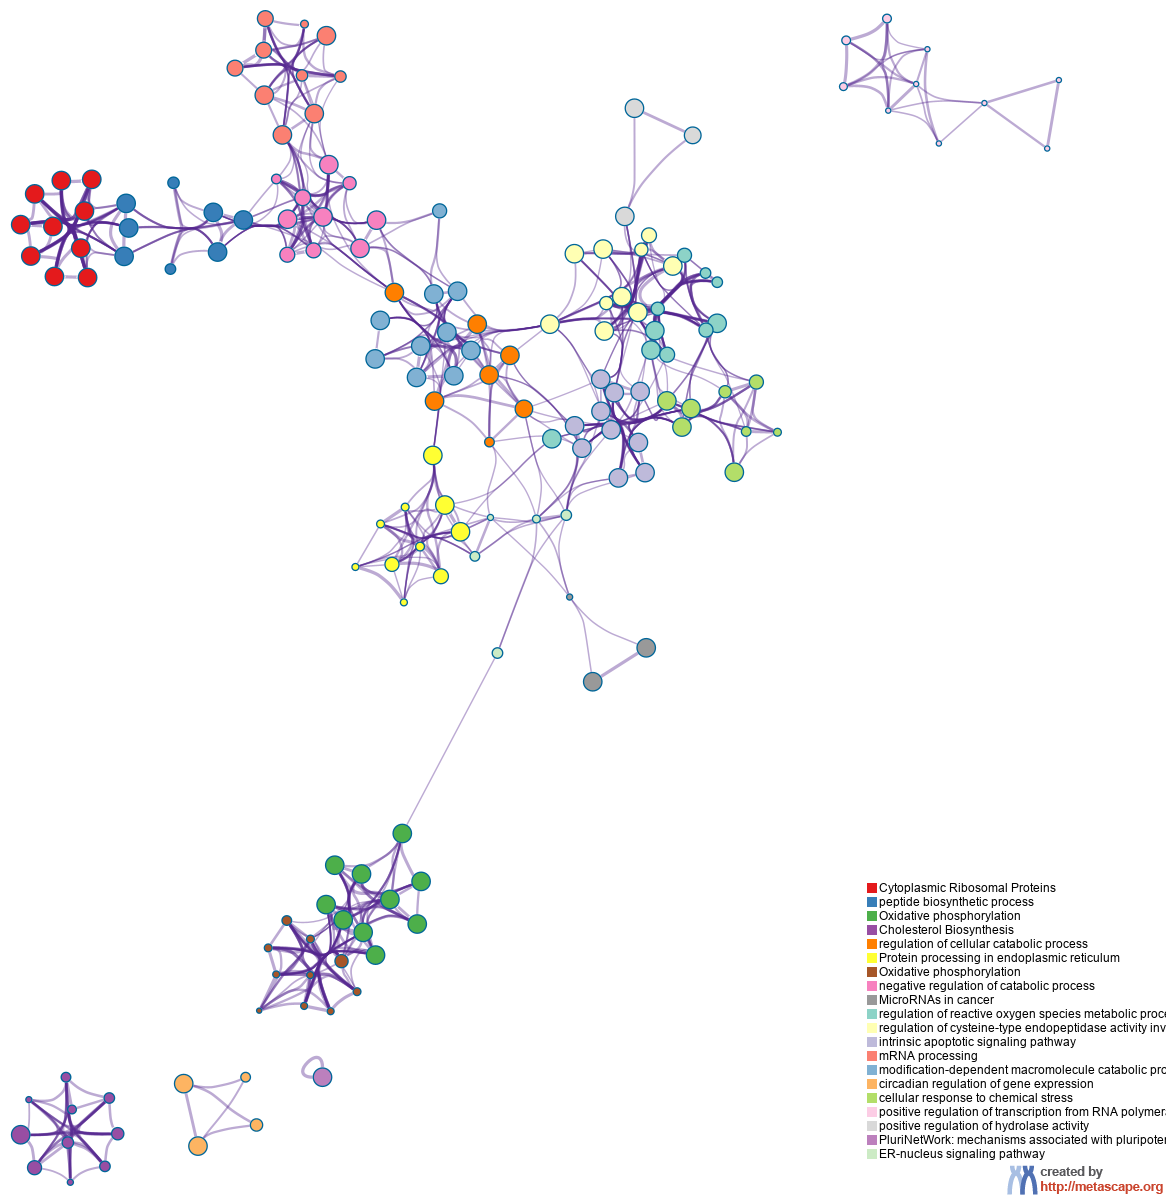 Cytoplasmic Ribosomal Proteins
peptide biosynthetic process
Oxidative phosphorylation
Cholesterol Biosynthesis
regulation of cellular catabolic process
Protein processing in endoplasmic reticulum
Oxidative phosphorylation
negative regulation of catabolic process
MicroRNAs in cancer
regulation of reactive oxygen species metabolic proce
regulation of cysteine-type endopeptidase activity inv
intrinsic apoptotic signaling pathway
mRNA processing
modification-dependent macromolecule catabolic pro
circadian regulation of gene expression
cellular response to chemical stress
positive regulation of transcription from RNA polymera
positive regulation of hydrolase activity
PluriNetWork: mechanisms associated with pluripote
ER-nucleus signaling pathway
created by
http://metascape.org